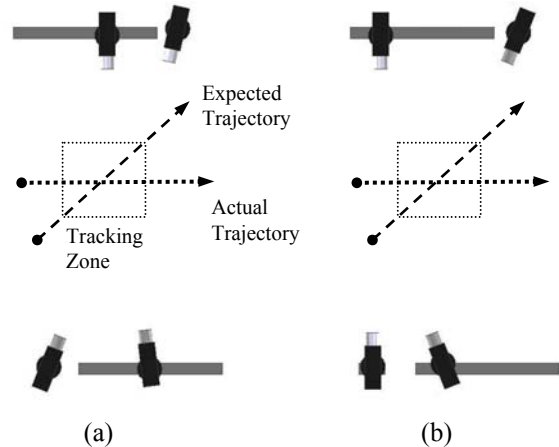 Expected
Trajectory
Actual
Trajectory
Tracking
Zone
(a)
(b)